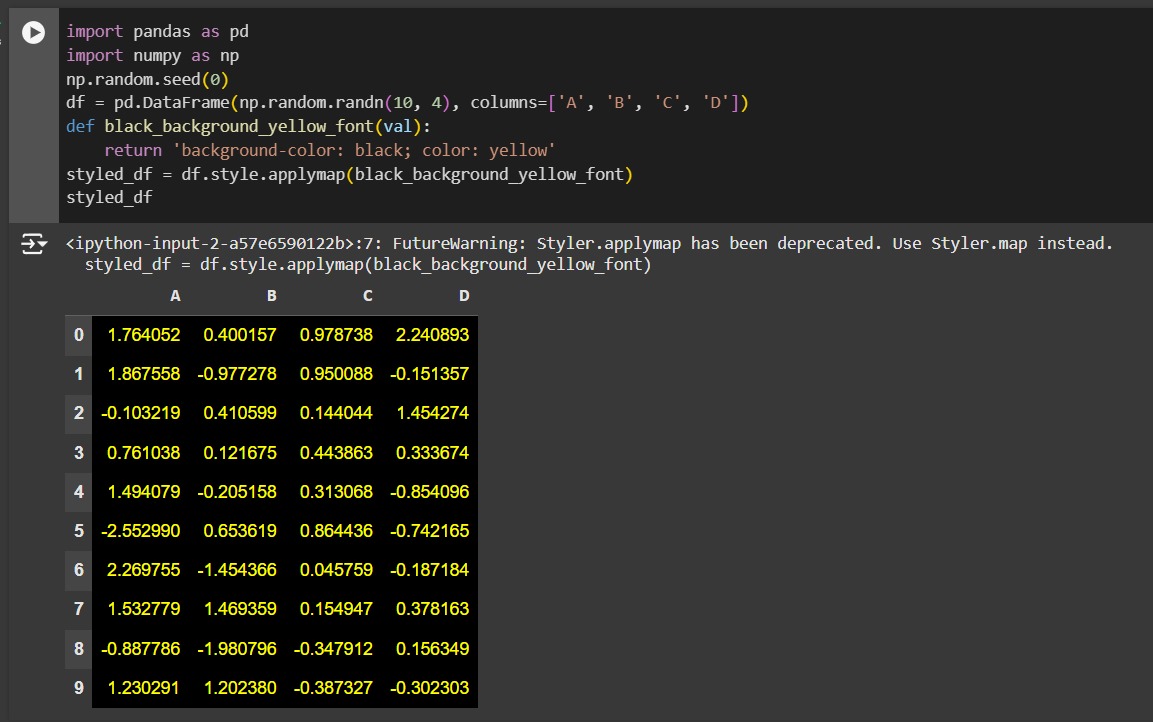 import pandas as pd
import numpy as np
np.random.seed(0)
df = pd.DataFrame(np.random.randn(10, 4), columns=['A', 'B', 'C', 'D'])
def black_background_yellow_font(val):
    return 'background-color: black; color: yellow'
styled_df = df.style.applymap(black_background_yellow_font)
styled_df
<ipython-input-2-a57e6590122b>:7: FutureWarning: Styler.applymap has been deprecated. Use Styler.map instead.
  styled_df = df.style.applymap(black_background_yellow_font)
A B C D
0 1.764052 0.400157 0.978738 2.240893
1 1.867558 -0.977278 0.950088 -0.151357
2 -0.103219 0.410599 0.144044 1.454274
3 0.761038 0.121675 0.443863 0.333674
4 1.494079 -0.205158 0.313068 -0.854096
5 -2.552990 0.653619 0.864436 -0.742165
6 2.269755 -1.454366 0.045759 -0.187184
7 1.532779 1.469359 0.154947 0.378163
8 -0.887786 -1.980796 -0.347912 0.156349
9 1.230291 1.202380 -0.387327 -0.302303